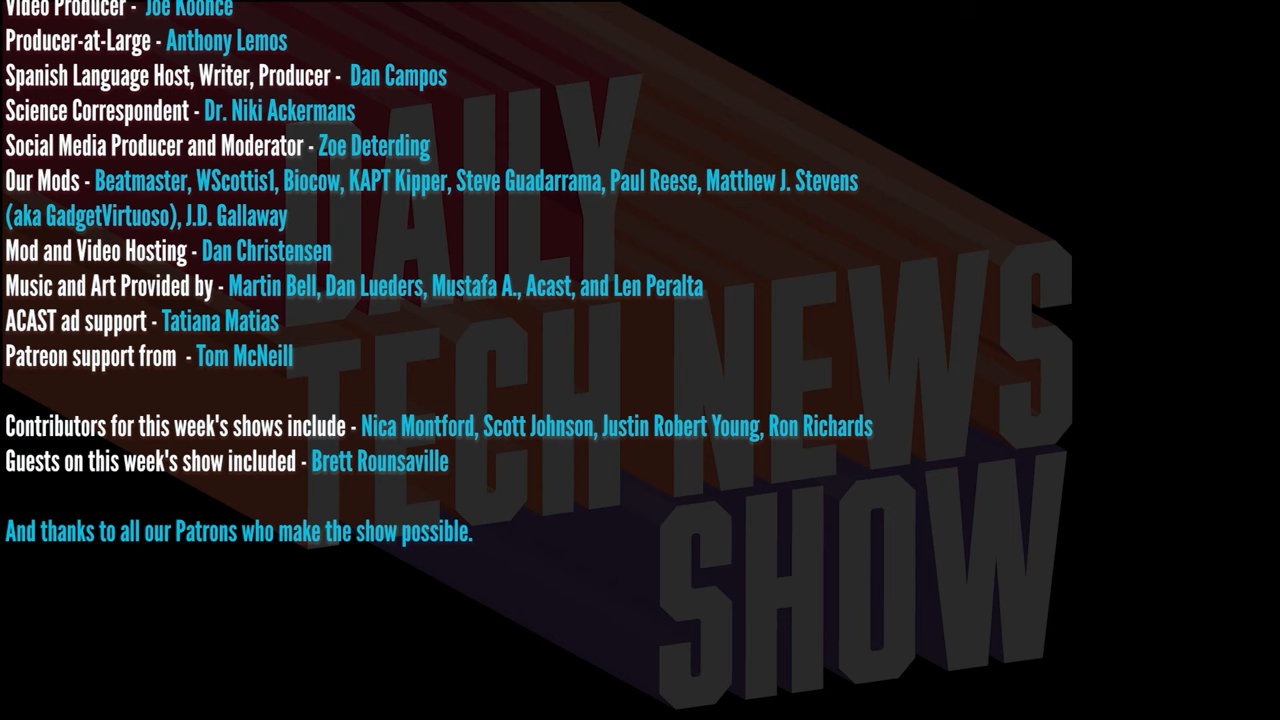 Video Producer - Joe Koonce
Producer-at-Large - Anthony Lemos
Spanish Language Host, Writer, Producer - Dan Campos
Science Correspondent - Dr. Niki Ackermans
Social Media Producer and Moderator - Zoe Deterding
Our Mods - Beatmaster, WScottis1, Biocow, KAPT Kipper, Steve Guadarrama, Paul Reese, Matthew J. Stevens
(aka GadgetVirtuoso), J.D. Gallaway
Mod and Video Hosting - Dan Christensen
Music and Art Provided by - Martin Bell, Dan Lueders, Mustafa A., Acast, and Len Peralta
ACAST ad support - Tatiana Matias
Patreon support from - Tom McNeill
Contributors for this week's shows include - Nica Montford, Scott Johnson, Justin Robert Young, Ron Richards
Guests on this week's show included - Brett Rounsaville
And thanks to all our Patrons who make the show possible.
DAILY
TECH NEWS
SHOW